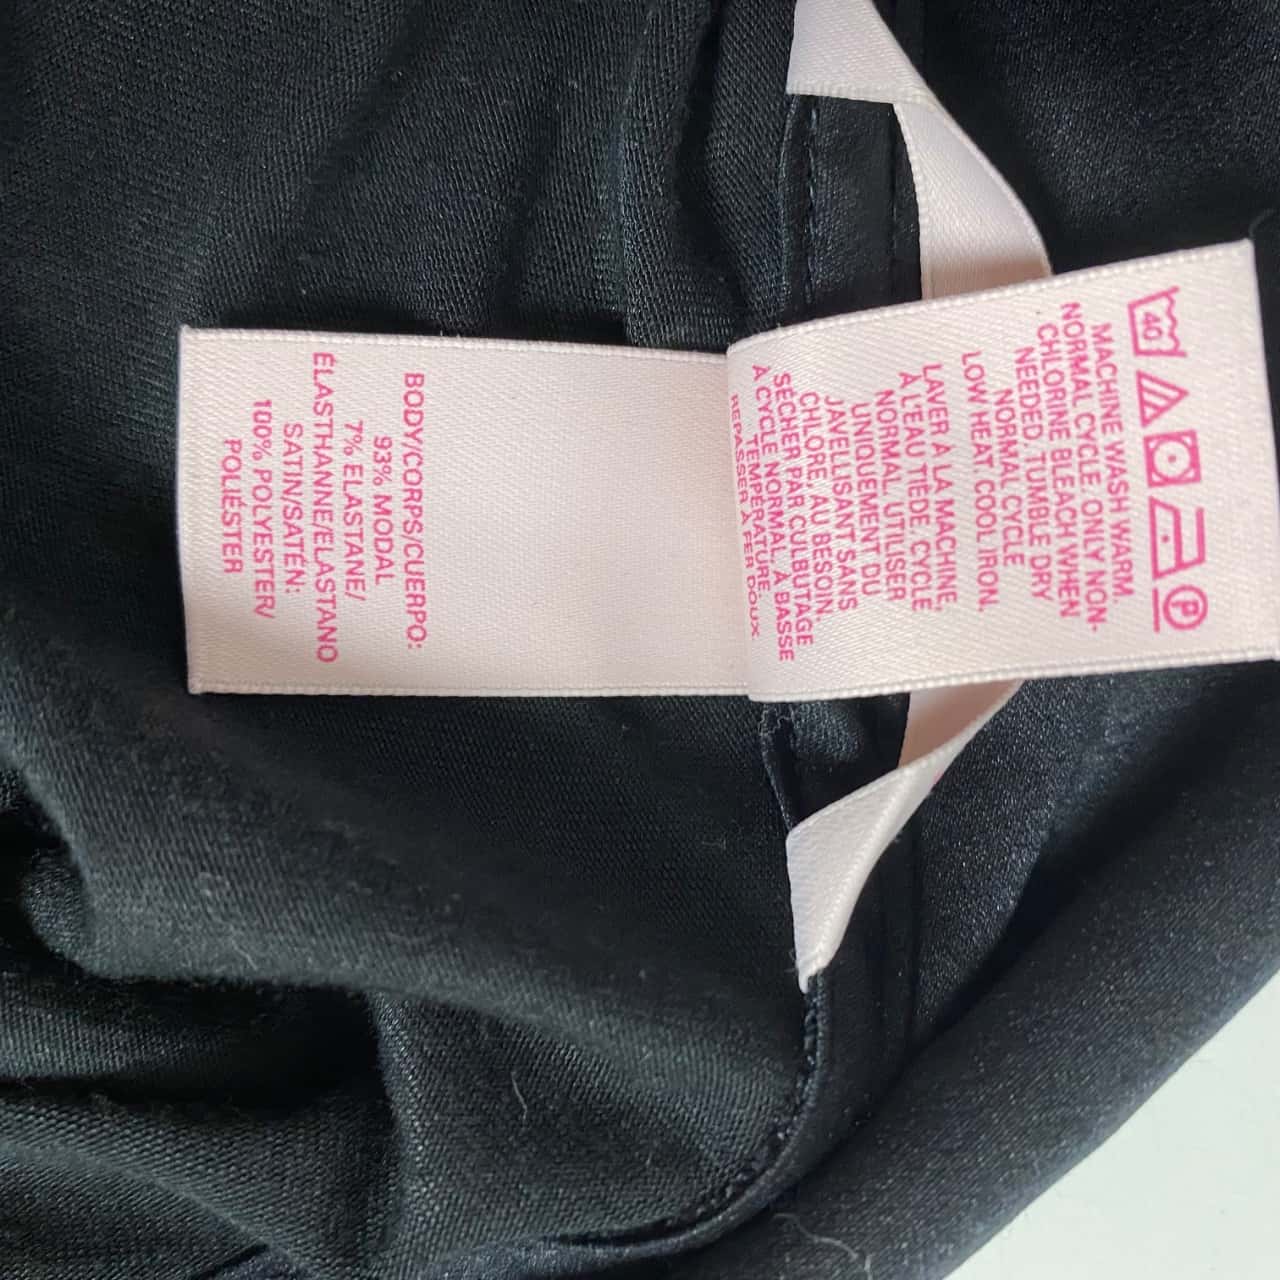 40
P
MACHINE WASH WARM.
NORMAL CYCLE. ONLY NON-
CHLORINE BLEACH WHEN
NEEDED. TUMBLE DRY
NORMAL CYCLE
LOW HEAT. COOL IRON.
LAVER À LA MACHINE,
À L'EAU TIÈDE, CYCLE
NORMAL. UTILISER
UNIQUEMENT DU
JAVELLISANT SANS
CHLORE, AU BESOIN.
SÉCHER PAR CULBUTAGE
À CYCLE NORMAL, À BASSE
TEMPÉRATURE.
REPASSER À FER DOUX.
BODY/CORPS/CUERPO:
93% MODAL
7% ELASTANE/
ÉLASTHANNE/ELASTANO
SATIN/SATÉN:
100% POLYESTER/
POLIÉSTER